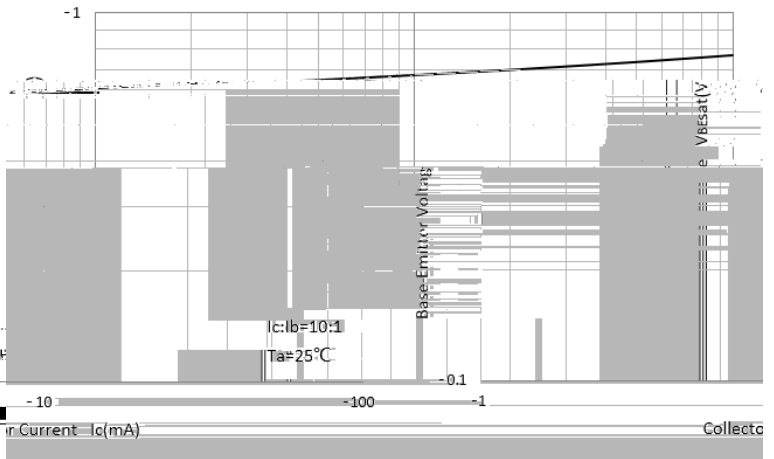 -1
Base-Emitter Voltag
e VBEsat(V
Ic:Ib=10:1
Ta=25℃
-0.1
-10 -100 -1
r Current Ic(mA) Collecto